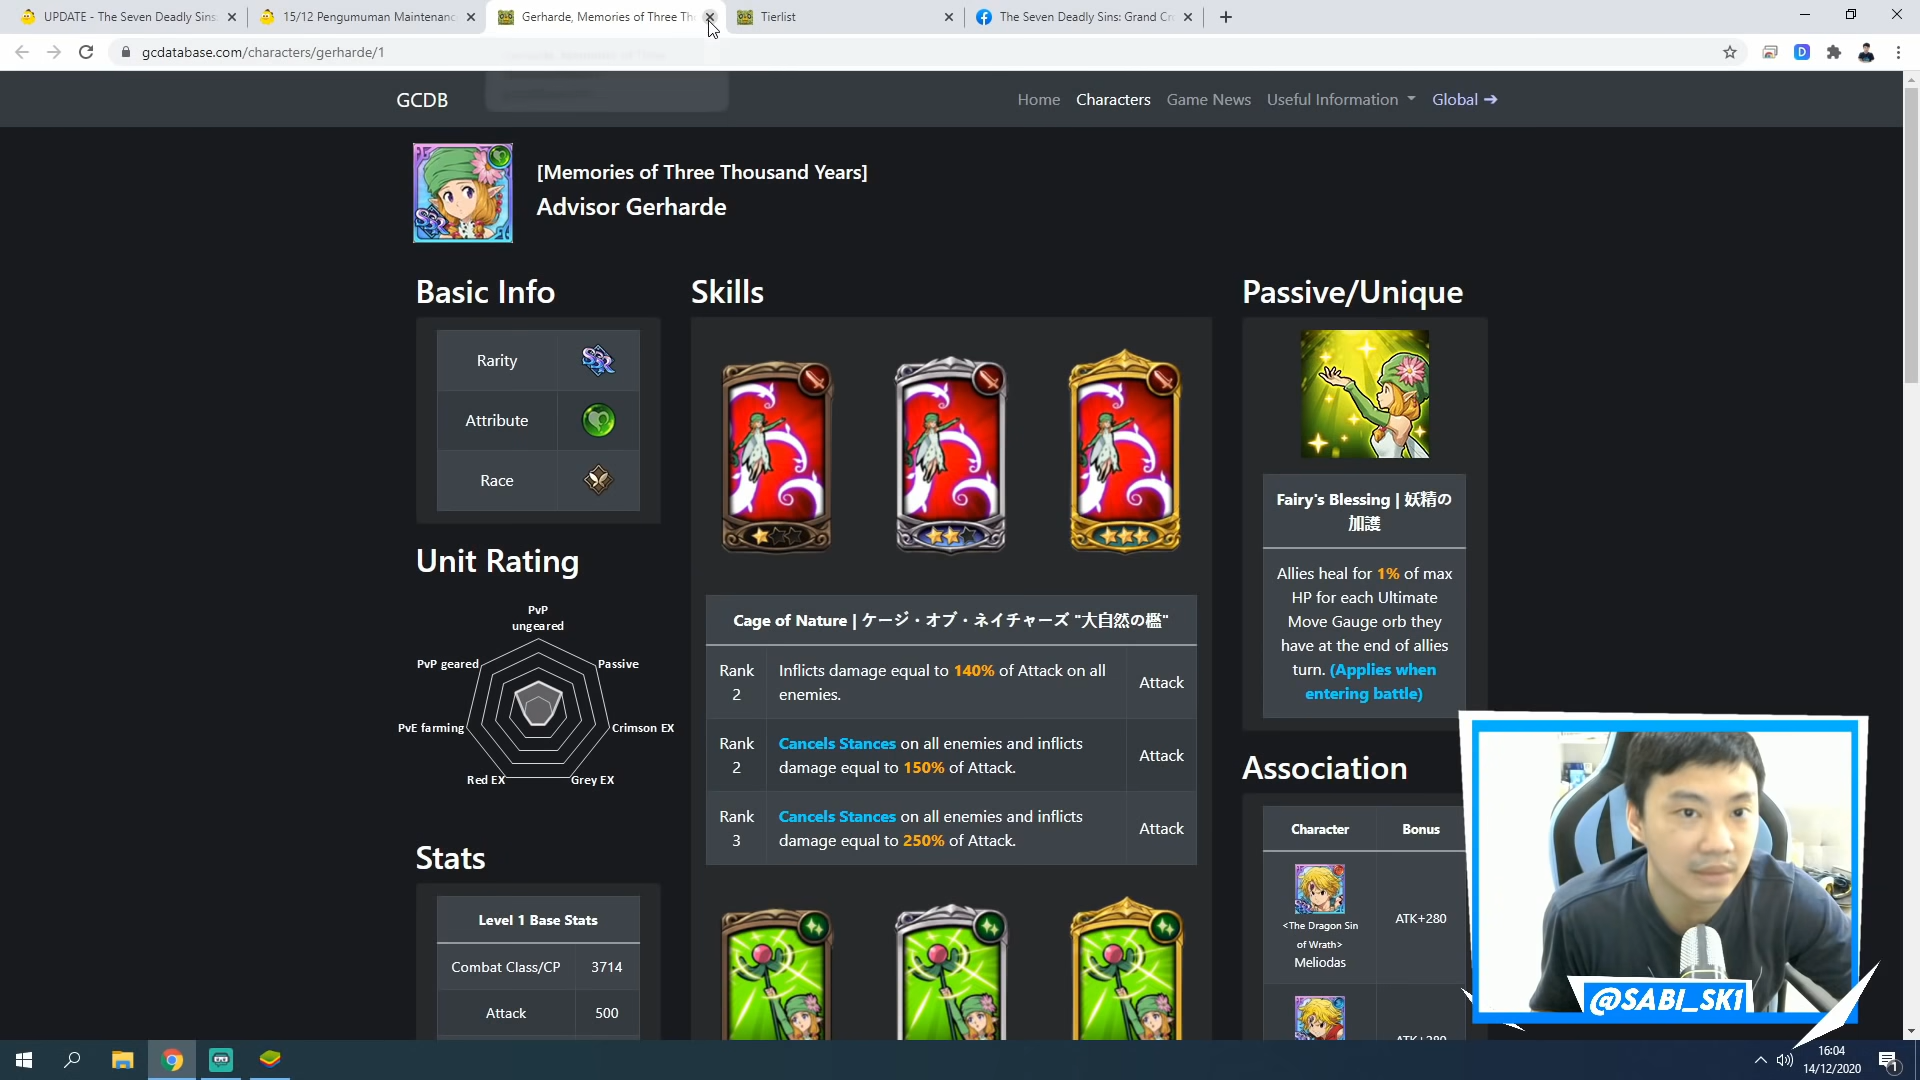 UPDATE - The Seven Deadly Sins:
15/12 Pengumuman Maintenanc
Gerharde, Memories of Three Th
Tierlist
The Seven Deadly Sins: Grand Cr
gcdatabase.com/characters/gerharde/1
GCDB
Home
Characters
Game News
Useful Information
Global ➔
[Memories of Three Thousand Years]
Advisor Gerharde
Basic Info
Rarity
SSR
Attribute
Race
Unit Rating
PvP
ungeared
PvP geared
Passive
PvE farming
Crimson EX
Red EX
Grey EX
Stats
Level 1 Base Stats
Combat Class/CP
3714
Attack
500
Skills
Cage of Nature | ケージ・オブ・ネイチャーズ "大自然の檻"
Rank
2
Inflicts damage equal to 140% of Attack on all
enemies.
Attack
Rank
2
Cancels Stances on all enemies and inflicts
damage equal to 150% of Attack.
Attack
Rank
3
Cancels Stances on all enemies and inflicts
damage equal to 250% of Attack.
Attack
Passive/Unique
Fairy's Blessing | 妖精の
加護
Allies heal for 1% of max
HP for each Ultimate
Move Gauge orb they
have at the end of allies
turn. (Applies when
entering battle)
Association
Character
Bonus
<The Dragon Sin
of Wrath>
Meliodas
ATK+280
ATK+280
@SABI_SK1
16:04
14/12/2020
1